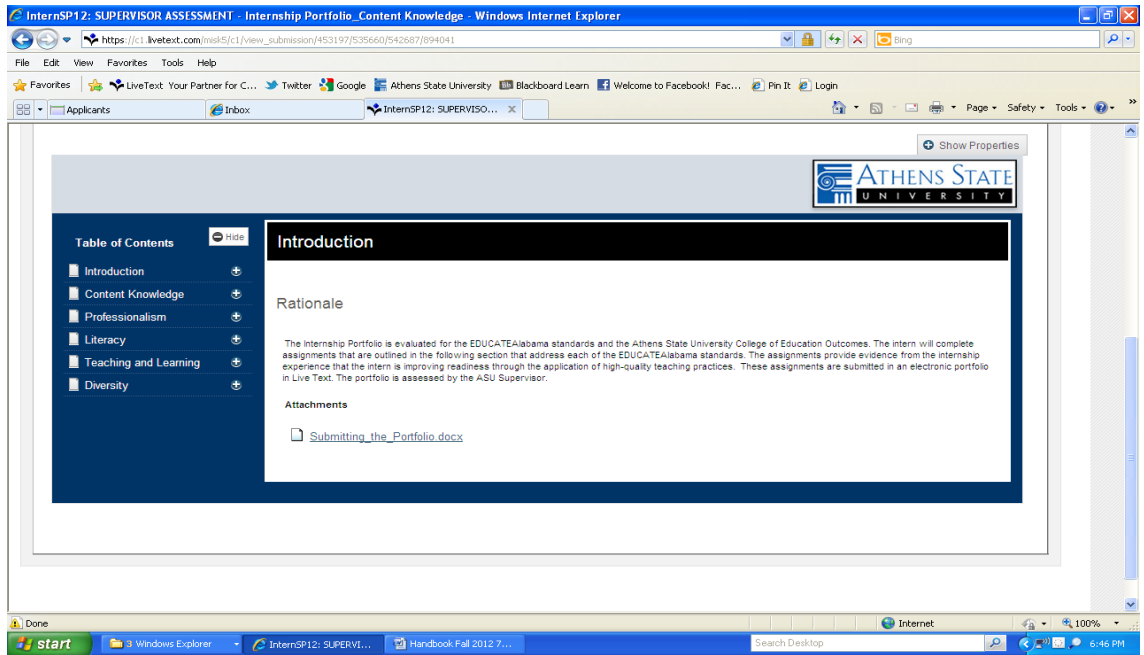 InternSP12: SUPERVISOR ASSESSMENT - Internship Portfolio_Content Knowledge - Windows Internet Explorer
https://c1.livetext.com/misk5/c1/view_submission/453197/535660/542687/894041
Bing
File Edit View Favorites Tools Help
Favorites LiveText Your Partner for C... Twitter Google Athens State University Blackboard Learn Welcome to Facebook! Fac... Pin It Login
Applicants Inbox InternSP12: SUPERVISO... Page Safety Tools
Show Properties
ATHENS STATE
UNIVERSITY
Table of Contents Hide
Introduction
Content Knowledge
Professionalism
Literacy
Teaching and Learning
Diversity
Introduction
Rationale
The Internship Portfolio is evaluated for the EDUCATEAlabama standards and the Athens State University College of Education Outcomes. The intern will complete
assignments that are outlined in the following section that address each of the EDUCATEAlabama standards. The assignments provide evidence from the internship
experience that the intern is improving readiness through the application of high-quality teaching practices. These assignments are submitted in an electronic portfolio
in Live Text. The portfolio is assessed by the ASU Supervisor.
Attachments
Submitting_the_Portfolio.docx
Done Internet 100%
start 3 Windows Explorer InternSP12: SUPERVI... Handbook Fall 2012 7... Search Desktop 6:46 PM